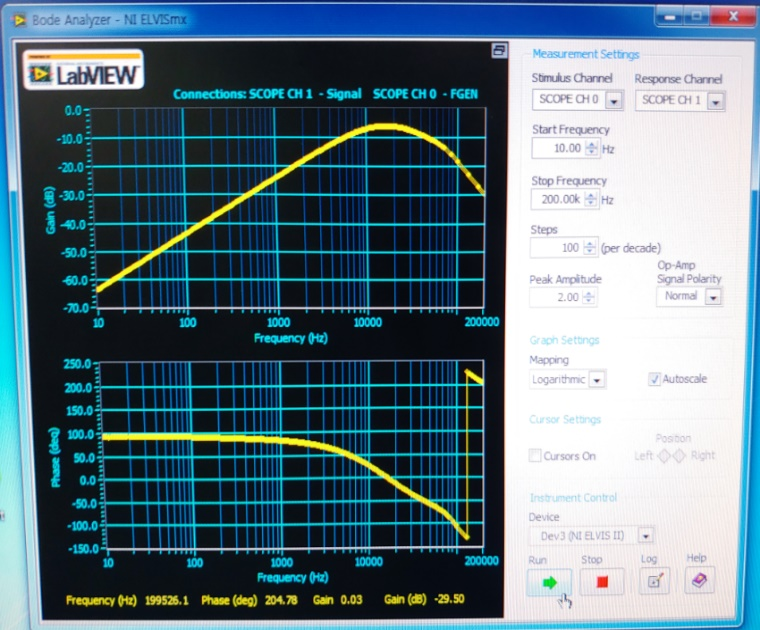 Bode Analyzer - NI ELVISmx
LabVIEW
Connections: SCOPE CH 1 - Signal SCOPE CH 0 - FGEN
0.0
-10.0
-20.0
-30.0
-40.0
-50.0
-60.0
-70.0
Gain (dB)
10 100 1000 10000 200000
Frequency (Hz)
250.0
200.0
150.0
100.0
50.0
0.0
-50.0
-100.0
-150.0
Phase (deg)
10 100 1000 10000 200000
Frequency (Hz)
Frequency (Hz) 199526.1 Phase (deg) 204.78 Gain 0.03 Gain (dB) -29.50
Measurement Settings
Stimulus Channel Response Channel
SCOPE CH 0 SCOPE CH 1
Start Frequency
10.00 Hz
Stop Frequency
200.00k Hz
Steps
100 (per decade)
Peak Amplitude
2.00
Op-Amp
Signal Polarity
Normal
Graph Settings
Mapping
Logarithmic Autoscale
Cursor Settings
Cursors On
Position
Left Right
Instrument Control
Device
Dev3 (NI ELVIS II)
Run Stop Log Help